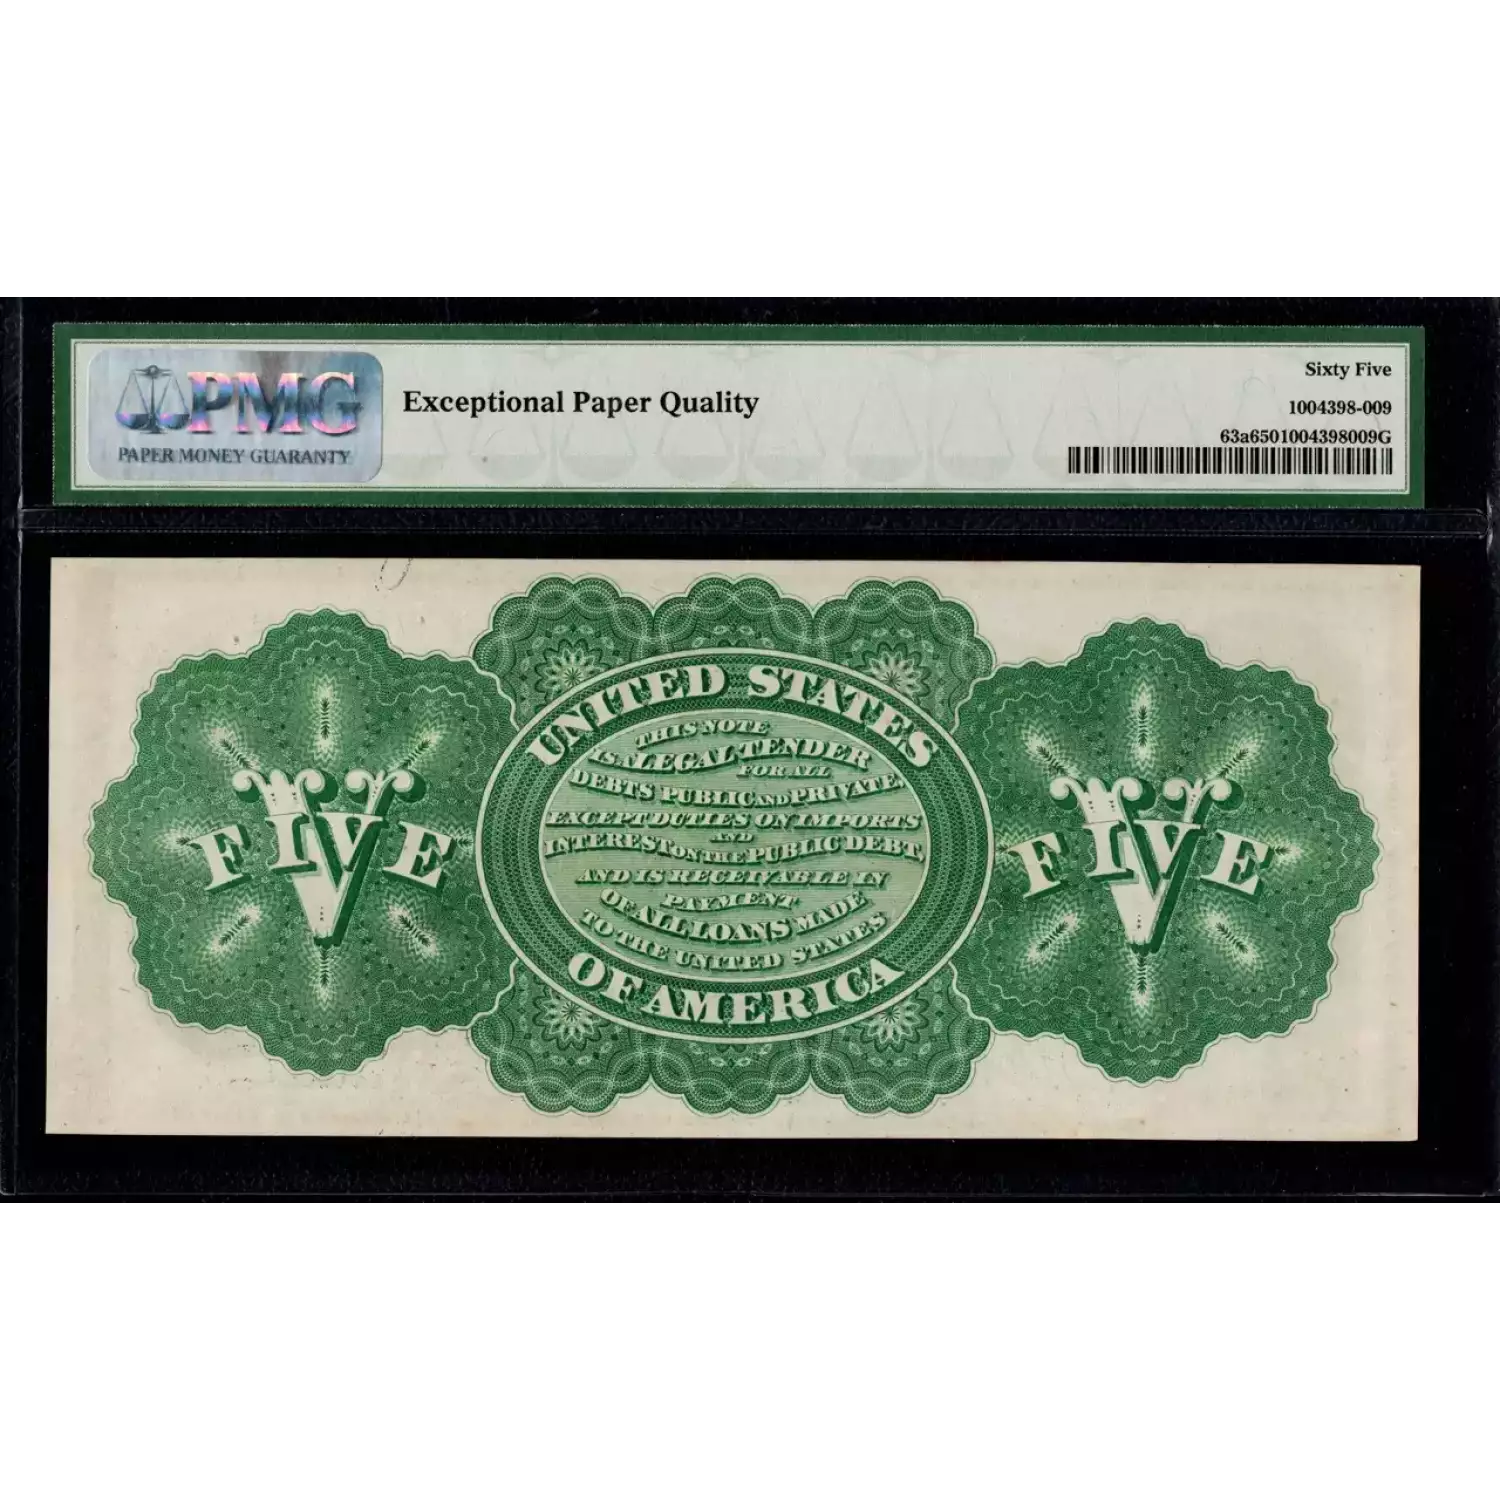 PMG
PAPER MONEY GUARANTY
Exceptional Paper Quality
Sixty Five
1004398-009
63a6501004398009G
UNITED STATES
THIS NOTE
IS A LEGAL TENDER
FOR ALL
DEBTS PUBLIC AND PRIVATE,
EXCEPT DUTIES ON IMPORTS
AND
INTEREST ON THE PUBLIC DEBT,
AND IS RECEIVABLE IN
PAYMENT
OF ALL LOANS MADE
TO THE UNITED STATES
OF AMERICA
V
FIVE
V
FIVE